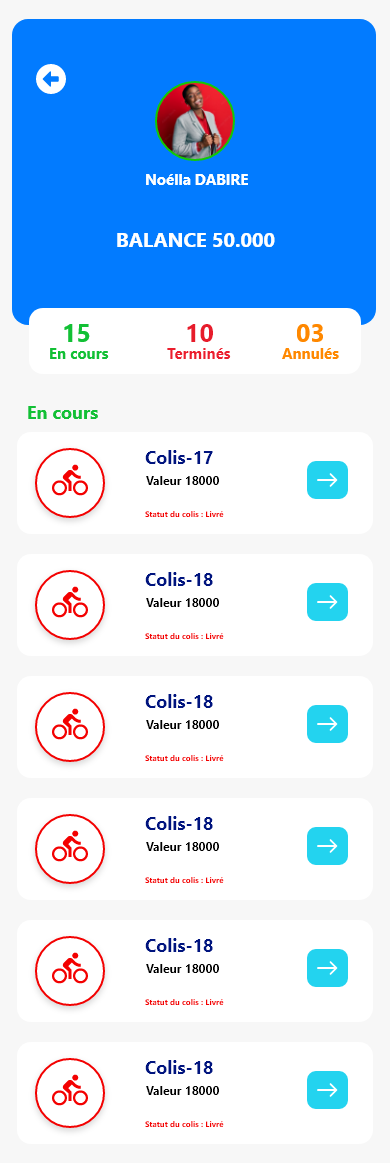 Noélia DABIRE
BALANCE 50.000
15 10 03
En cours Terminés Annulés
En cours
Colis-17
Valeur 18000
Statut du colis : Livré
Colis-18
Valeur 18000
Statut du colis : Livré
Colis-18
Valeur 18000
Statut du colis : Livré
Colis-18
Valeur 18000
Statut du colis : Livré
Colis-18
Valeur 18000
Statut du colis : Livré
Colis-18
Valeur 18000
Statut du colis : Livré